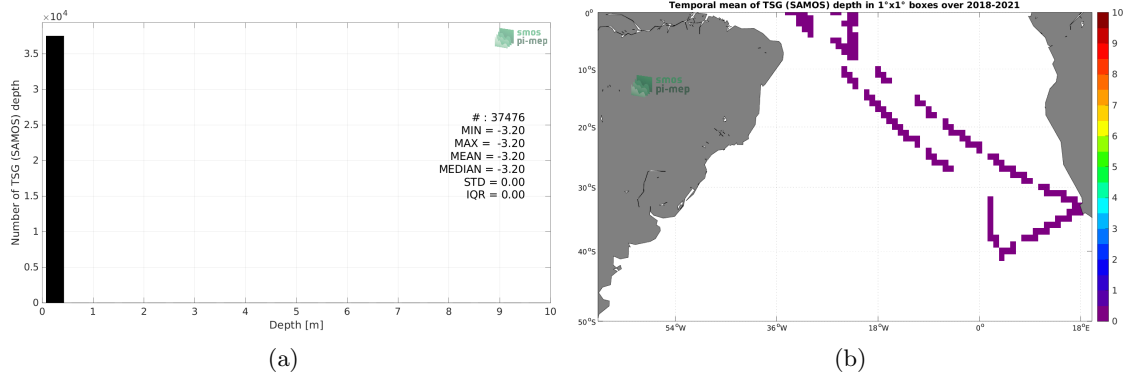 ×10⁴
3.5
3
2.5
2
1.5
1
0.5
0
Number of TSG (SAMOS) depth
smos
pi-mep
# : 37476
MIN = -3.20
MAX = -3.20
MEAN = -3.20
MEDIAN = -3.20
STD = 0.00
IQR = 0.00
0 1 2 3 4 5 6 7 8 9 10
Depth [m]
(a)
Temporal mean of TSG (SAMOS) depth in 1°x1° boxes over 2018-2021
0°
10°S
20°S
30°S
40°S
50°S
smos
pi-mep
54°W 36°W 18°W 0° 18°E
10
9
8
7
6
5
4
3
2
1
0
(b)